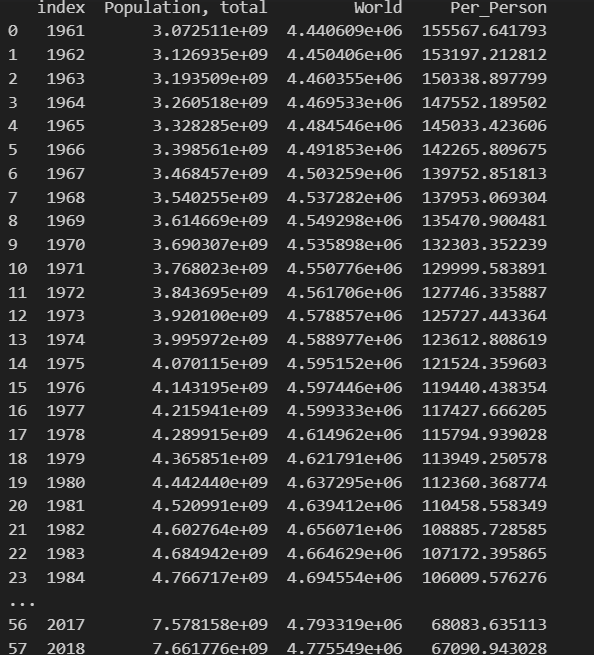 index Population, total World Per_Person
0 1961 3.072511e+09 4.440609e+06 155567.641793
1 1962 3.126935e+09 4.450406e+06 153197.212812
2 1963 3.193509e+09 4.460355e+06 150338.897799
3 1964 3.260518e+09 4.469533e+06 147552.189502
4 1965 3.328285e+09 4.484546e+06 145033.423606
5 1966 3.398561e+09 4.491853e+06 142265.809675
6 1967 3.468457e+09 4.503259e+06 139752.851813
7 1968 3.540255e+09 4.537282e+06 137953.069304
8 1969 3.614669e+09 4.549298e+06 135470.900481
9 1970 3.690307e+09 4.535898e+06 132303.352239
10 1971 3.768023e+09 4.550776e+06 129999.583891
11 1972 3.843695e+09 4.561706e+06 127746.335887
12 1973 3.920100e+09 4.578857e+06 125727.443364
13 1974 3.995972e+09 4.588977e+06 123612.808619
14 1975 4.070115e+09 4.595152e+06 121524.359603
15 1976 4.143195e+09 4.597446e+06 119440.438354
16 1977 4.215941e+09 4.599333e+06 117427.666205
17 1978 4.289915e+09 4.614962e+06 115794.939028
18 1979 4.365851e+09 4.621791e+06 113949.250578
19 1980 4.442440e+09 4.637295e+06 112360.368774
20 1981 4.520991e+09 4.639412e+06 110458.558349
21 1982 4.602764e+09 4.656071e+06 108885.728585
22 1983 4.684942e+09 4.664629e+06 107172.395865
23 1984 4.766717e+09 4.694554e+06 106009.576276
...
56 2017 7.578158e+09 4.793319e+06 68083.635113
57 2018 7.661776e+09 4.775549e+06 67090.943028